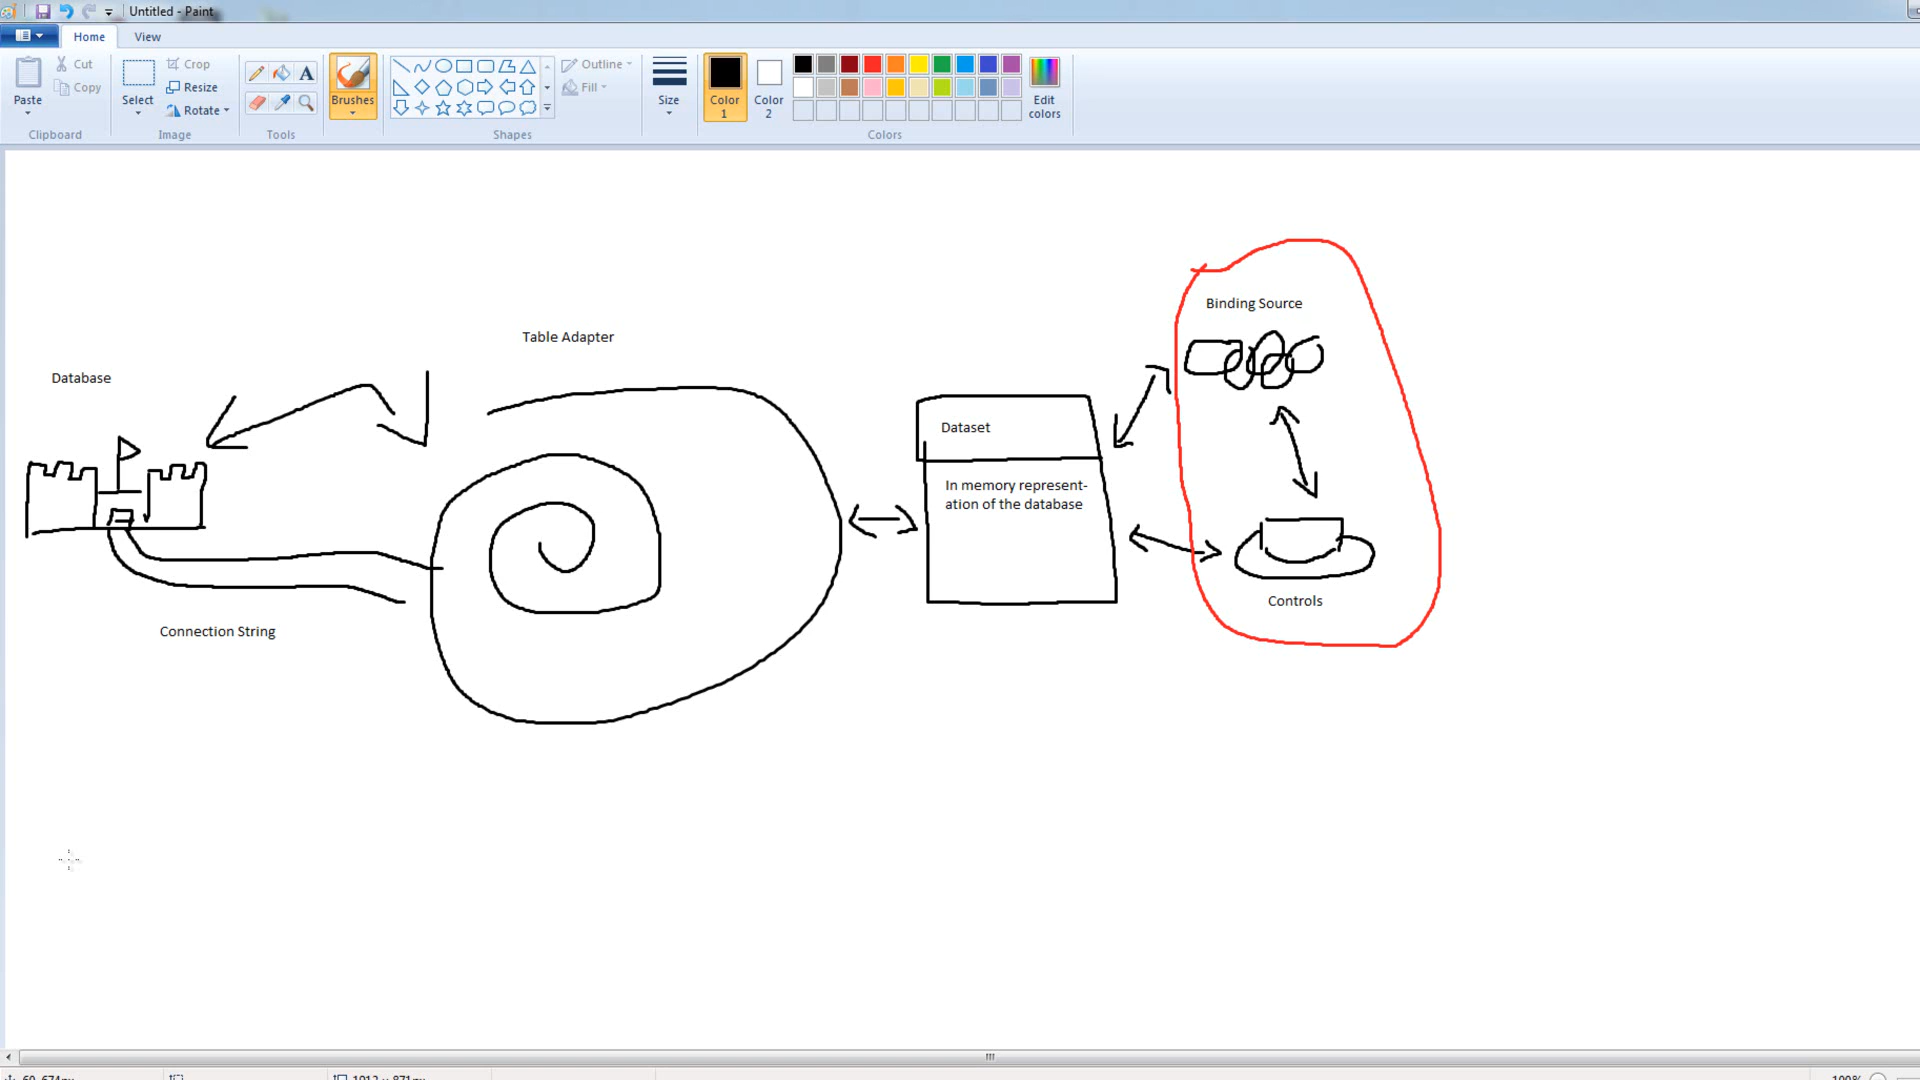 Untitled - Paint
Home View
Paste
Cut
Copy
Clipboard
Select
Crop
Resize
Rotate
Image
A
Tools
Brushes
Outline
Fill
Shapes
Size
Color 1
Color 2
Edit colors
Colors
Binding Source
Table Adapter
Database
Dataset
In memory represent-
ation of the database
Controls
Connection String